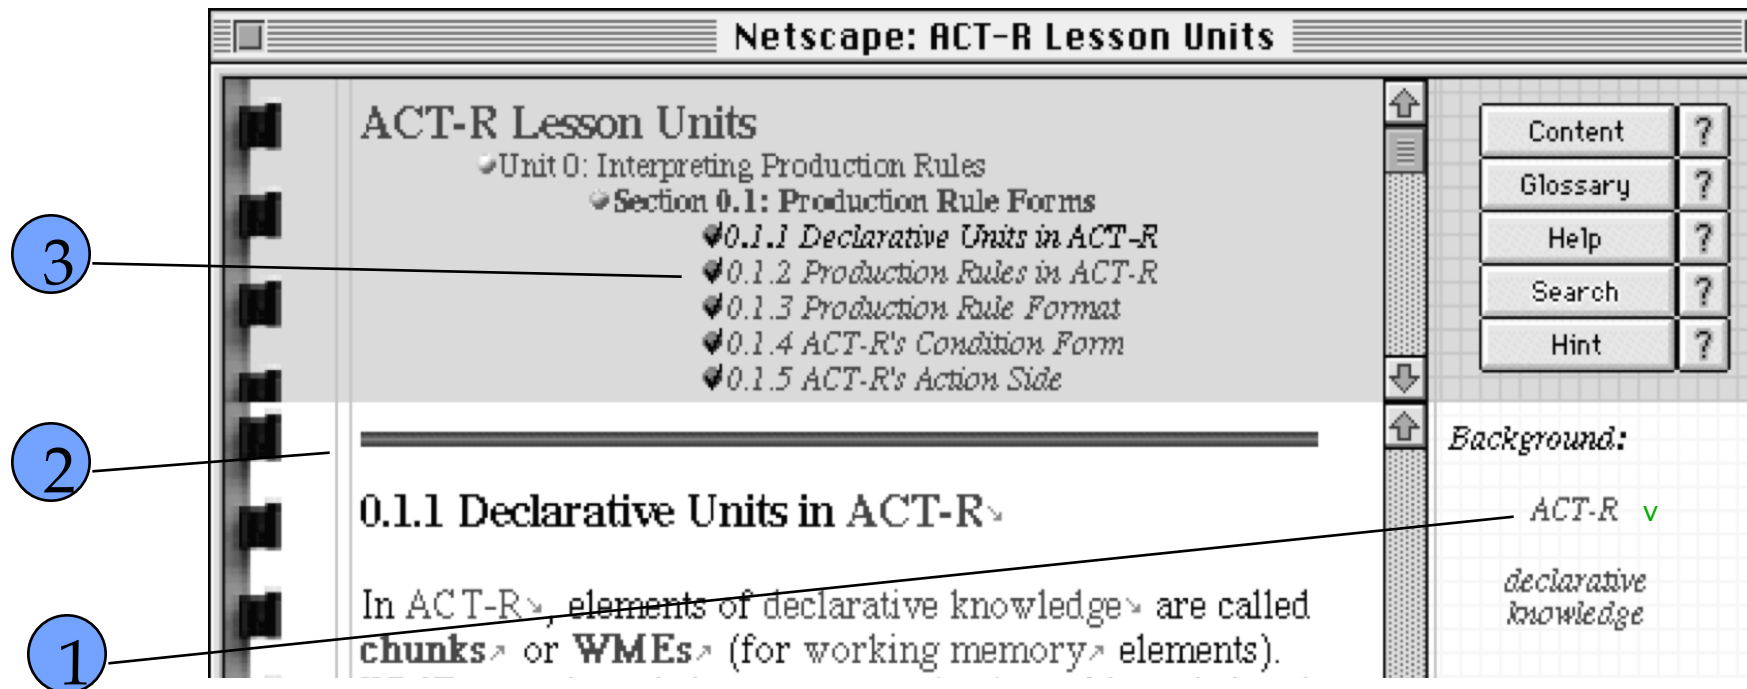 Netscape: ACT-R Lesson Units
ACT-R Lesson Units
Unit 0: Interpreting Production Rules
Section 0.1: Production Rule Forms
0.1.1 Declarative Units in ACT-R
0.1.2 Production Rules in ACT-R
0.1.3 Production Rule Format
0.1.4 ACT-R's Condition Form
0.1.5 ACT-R's Action Side
Content ?
Glossary ?
Help ?
Search ?
Hint ?
3
2
1
0.1.1 Declarative Units in ACT-R
In ACT-R, elements of declarative knowledge are called
chunks or WMEs (for working memory elements).
Background:
ACT-R v
declarative
knowledge